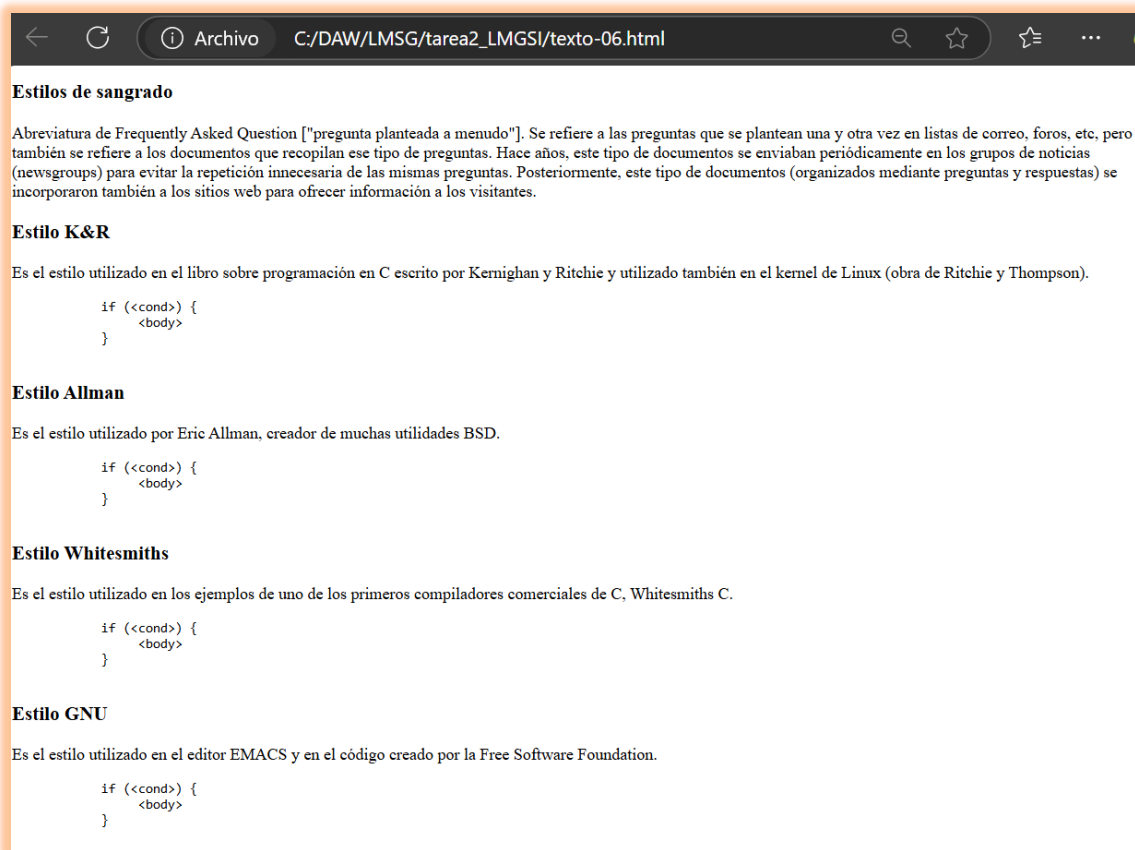 Archivo C:/DAW/LMSG/tarea2_LMGSI/texto-06.html
Estilos de sangrado
Abreviatura de Frequently Asked Question ["pregunta planteada a menudo"]. Se refiere a las preguntas que se plantean una y otra vez en listas de correo, foros, etc, pero
también se refiere a los documentos que recopilan ese tipo de preguntas. Hace años, este tipo de documentos se enviaban periódicamente en los grupos de noticias
(newsgroups) para evitar la repetición innecesaria de las mismas preguntas. Posteriormente, este tipo de documentos (organizados mediante preguntas y respuestas) se
incorporaron también a los sitios web para ofrecer información a los visitantes.
Estilo K&R
Es el estilo utilizado en el libro sobre programación en C escrito por Kernighan y Ritchie y utilizado también en el kernel de Linux (obra de Ritchie y Thompson).
if (<cond>) {
<body>
}
Estilo Allman
Es el estilo utilizado por Eric Allman, creador de muchas utilidades BSD.
if (<cond>) {
<body>
}
Estilo Whitesmiths
Es el estilo utilizado en los ejemplos de uno de los primeros compiladores comerciales de C, Whitesmiths C.
if (<cond>) {
<body>
}
Estilo GNU
Es el estilo utilizado en el editor EMACS y en el código creado por la Free Software Foundation.
if (<cond>) {
<body>
}